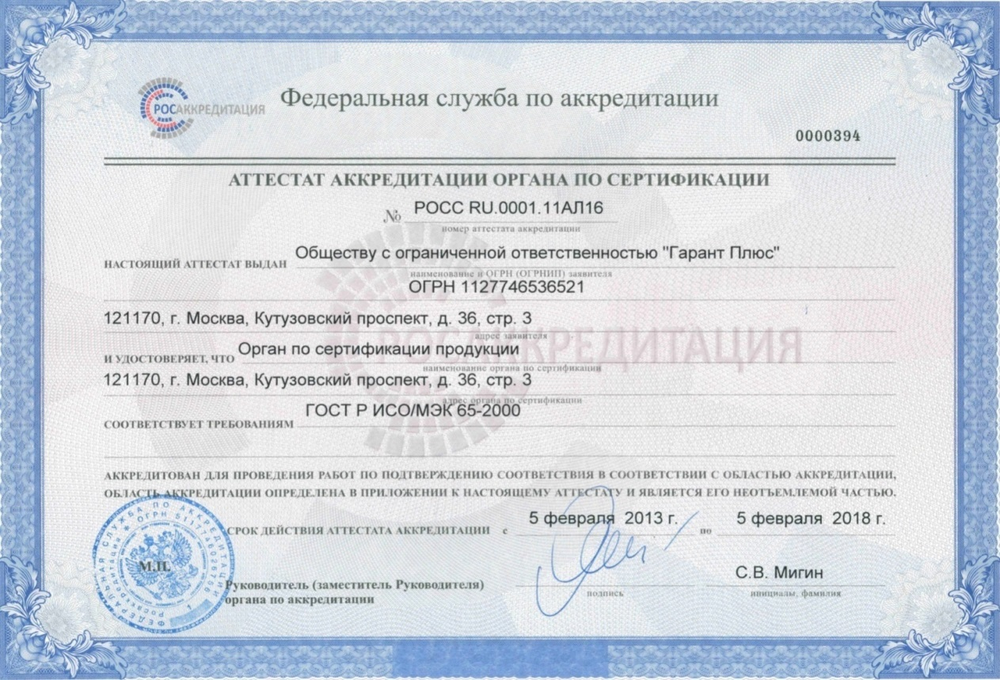 РОСАККРЕДИТАЦИЯ
Федеральная служба по аккредитации
0000394
АТТЕСТАТ АККРЕДИТАЦИИ ОРГАНА ПО СЕРТИФИКАЦИИ
№ РОСС RU.0001.11АЛ16
номер аттестата аккредитации
НАСТОЯЩИЙ АТТЕСТАТ ВЫДАН Обществу с ограниченной ответственностью "Гарант Плюс"
наименование и ОГРН (ОГРНИП) заявителя
ОГРН 1127746536521
121170, г. Москва, Кутузовский проспект, д. 36, стр. 3
адрес заявителя
РОСАККРЕДИТАЦИЯ
И УДОСТОВЕРЯЕТ, ЧТО Орган по сертификации продукции
наименование органа по сертификации
121170, г. Москва, Кутузовский проспект, д. 36, стр. 3
адрес органа по сертификации
СООТВЕТСТВУЕТ ТРЕБОВАНИЯМ ГОСТ Р ИСО/МЭК 65-2000
АККРЕДИТОВАН ДЛЯ ПРОВЕДЕНИЯ РАБОТ ПО ПОДТВЕРЖДЕНИЮ СООТВЕТСТВИЯ В СООТВЕТСТВИИ С ОБЛАСТЬЮ АККРЕДИТАЦИИ,
ОБЛАСТЬ АККРЕДИТАЦИИ ОПРЕДЕЛЕНА В ПРИЛОЖЕНИИ К НАСТОЯЩЕМУ АТТЕСТАТУ И ЯВЛЯЕТСЯ ЕГО НЕОТЪЕМЛЕМОЙ ЧАСТЬЮ.
СРОК ДЕЙСТВИЯ АТТЕСТАТА АККРЕДИТАЦИИ с 5 февраля 2013 г. по 5 февраля 2018 г.
ФЕДЕРАЛЬНАЯ СЛУЖБА ПО АККРЕДИТАЦИИ
М.П.
Руководитель (заместитель Руководителя)
органа по аккредитации
подпись
С.В. Мигин
инициалы, фамилия